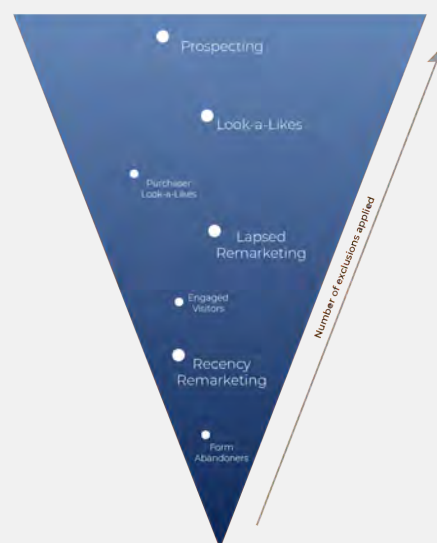 Prospecting
Look-a-Likes
Purchaser
Look-a-Likes
Lapsed
Remarketing
Engaged
Visitors
Recency
Remarketing
Form
Abandoners
Number of exclusions applied